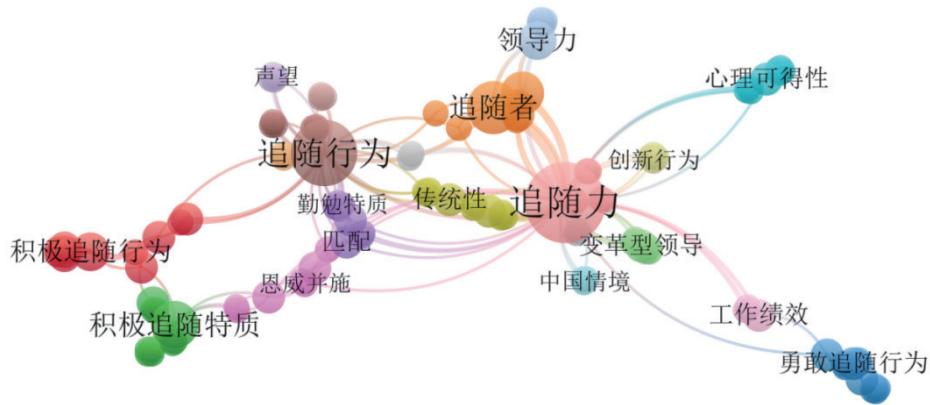 领导力
声望
心理可得性
追随者
追随行为
创新行为
勤勉特质
传统性
追随力
匹配
变革型领导
积极追随行为
恩威并施
中国情境
工作绩效
积极追随特质
勇敢追随行为